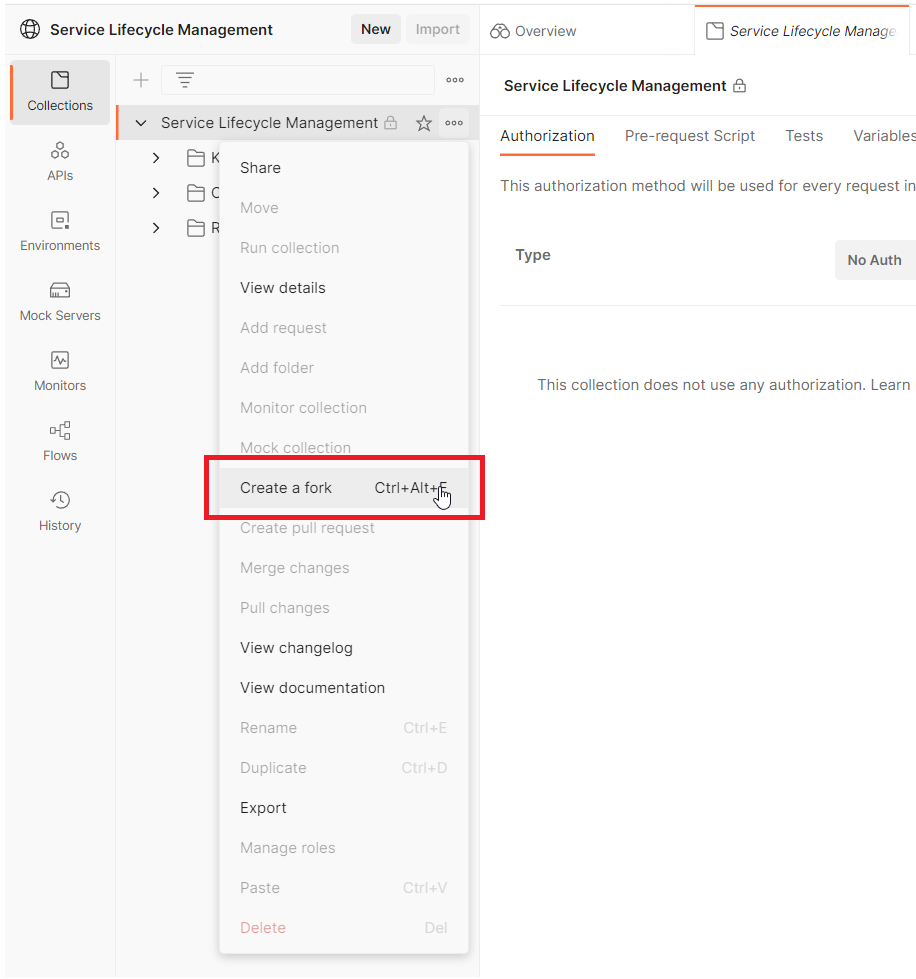 Service Lifecycle Management
New
Import
Overview
Service Lifecycle Manage
Collections
APIs
Environments
Mock Servers
Monitors
Flows
History
Service Lifecycle Management
K
C
R
Share
Move
Run collection
View details
Add request
Add folder
Monitor collection
Mock collection
Create a fork Ctrl+Alt+F
Create pull request
Merge changes
Pull changes
View changelog
View documentation
Rename Ctrl+E
Duplicate Ctrl+D
Export
Manage roles
Paste Ctrl+V
Delete Del
Service Lifecycle Management
Authorization Pre-request Script Tests Variables
This authorization method will be used for every request in
Type
No Auth
This collection does not use any authorization. Learn